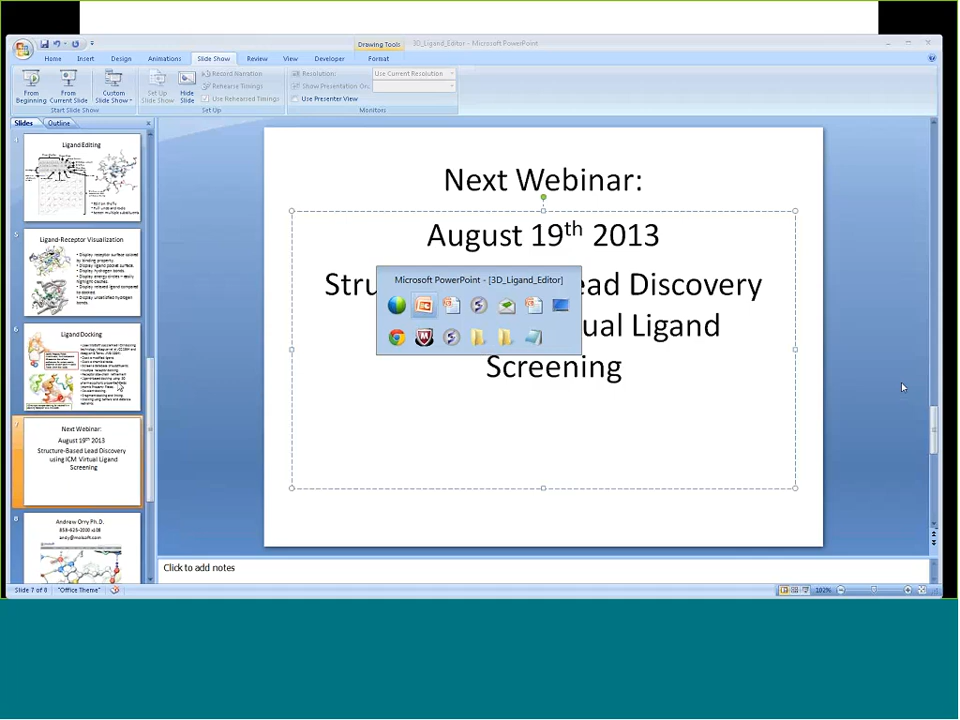 Drawing Tools
3D_Ligand_Editor - Microsoft PowerPoint
Home Insert Design Animations Slide Show Review View Developer Format
From Beginning
From Current Slide
Custom Slide Show
Set Up Slide Show
Hide Slide
Record Narration
Rehearse Timings
Use Rehearsed Timings
Resolution: Use Current Resolution
Show Presentation On:
Use Presenter View
Start Slide Show
Set Up
Monitors
Slides Outline
Ligand Editing
5
Ligand-Receptor Visualization
6
Ligand Docking
7
Next Webinar:
August 19th 2013
Structure-Based Lead Discovery
using ICM Virtual Ligand
Screening
8
Andrew Orry Ph.D.
Next Webinar:
August 19th 2013
Microsoft PowerPoint - [3D_Ligand_Editor]
Stru ead Discovery
ual Ligand
Screening
Click to add notes
Slide 7 of 8
"Office Theme"
102%